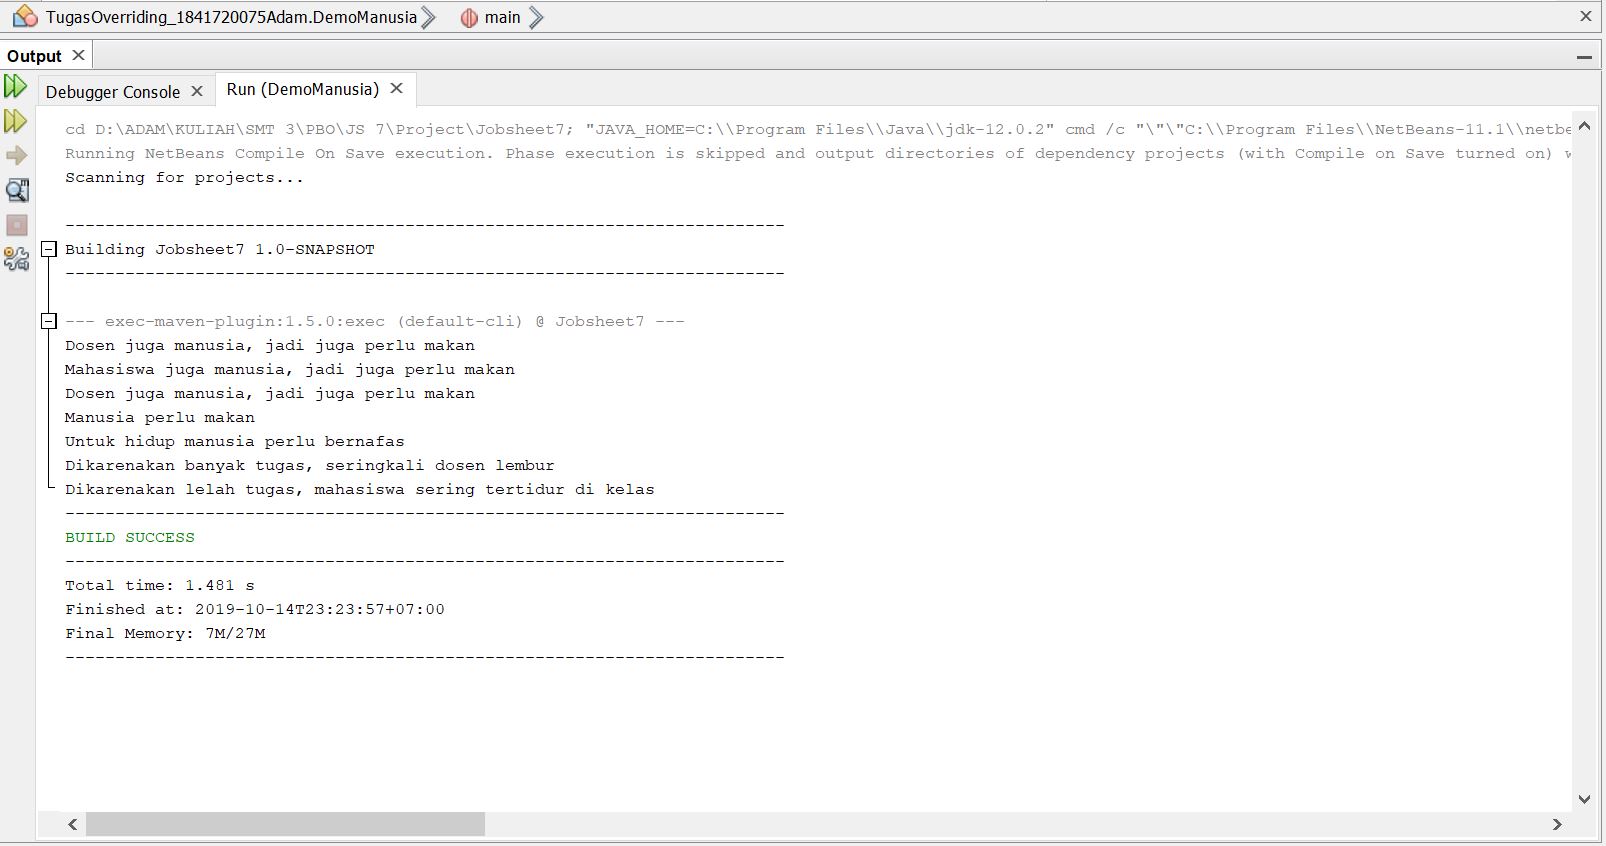 TugasOverriding_1841720075Adam.DemoManusia main
Output
Debugger Console Run (DemoManusia)
cd D:\ADAM\KULIAH\SMT 3\PBO\JS 7\Project\Jobsheet7; "JAVA_HOME=C:\\Program Files\\Java\\jdk-12.0.2" cmd /c "\"\"C:\\Program Files\\NetBeans-11.1\\netbe
Running NetBeans Compile On Save execution. Phase execution is skipped and output directories of dependency projects (with Compile on Save turned on) w
Scanning for projects...
------------------------------------------------------------------------
Building Jobsheet7 1.0-SNAPSHOT
------------------------------------------------------------------------
--- exec-maven-plugin:1.5.0:exec (default-cli) @ Jobsheet7 ---
Dosen juga manusia, jadi juga perlu makan
Mahasiswa juga manusia, jadi juga perlu makan
Dosen juga manusia, jadi juga perlu makan
Manusia perlu makan
Untuk hidup manusia perlu bernafas
Dikarenakan banyak tugas, seringkali dosen lembur
Dikarenakan lelah tugas, mahasiswa sering tertidur di kelas
------------------------------------------------------------------------
BUILD SUCCESS
------------------------------------------------------------------------
Total time: 1.481 s
Finished at: 2019-10-14T23:23:57+07:00
Final Memory: 7M/27M
------------------------------------------------------------------------